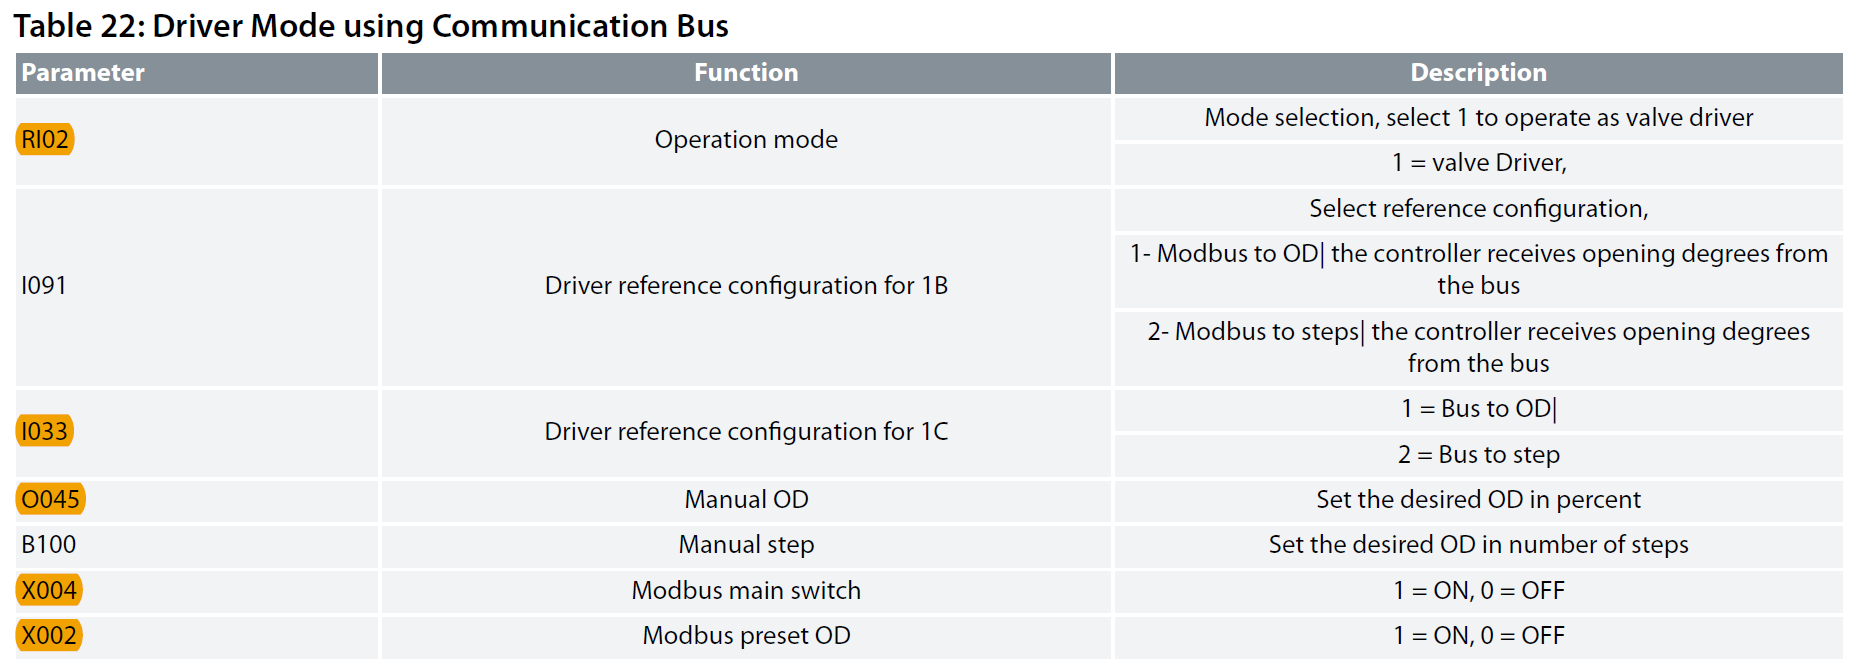 Table 22: Driver Mode using Communication Bus
Parameter Function Description
RI02 Operation mode Mode selection, select 1 to operate as valve driver
1 = valve Driver,
I091 Driver reference configuration for 1B Select reference configuration,
1- Modbus to OD| the controller receives opening degrees from
the bus
2- Modbus to steps| the controller receives opening degrees
from the bus
I033 Driver reference configuration for 1C 1 = Bus to OD|
2 = Bus to step
O045 Manual OD Set the desired OD in percent
B100 Manual step Set the desired OD in number of steps
X004 Modbus main switch 1 = ON, 0 = OFF
X002 Modbus preset OD 1 = ON, 0 = OFF